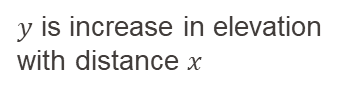 y is increase in elevation
with distance x